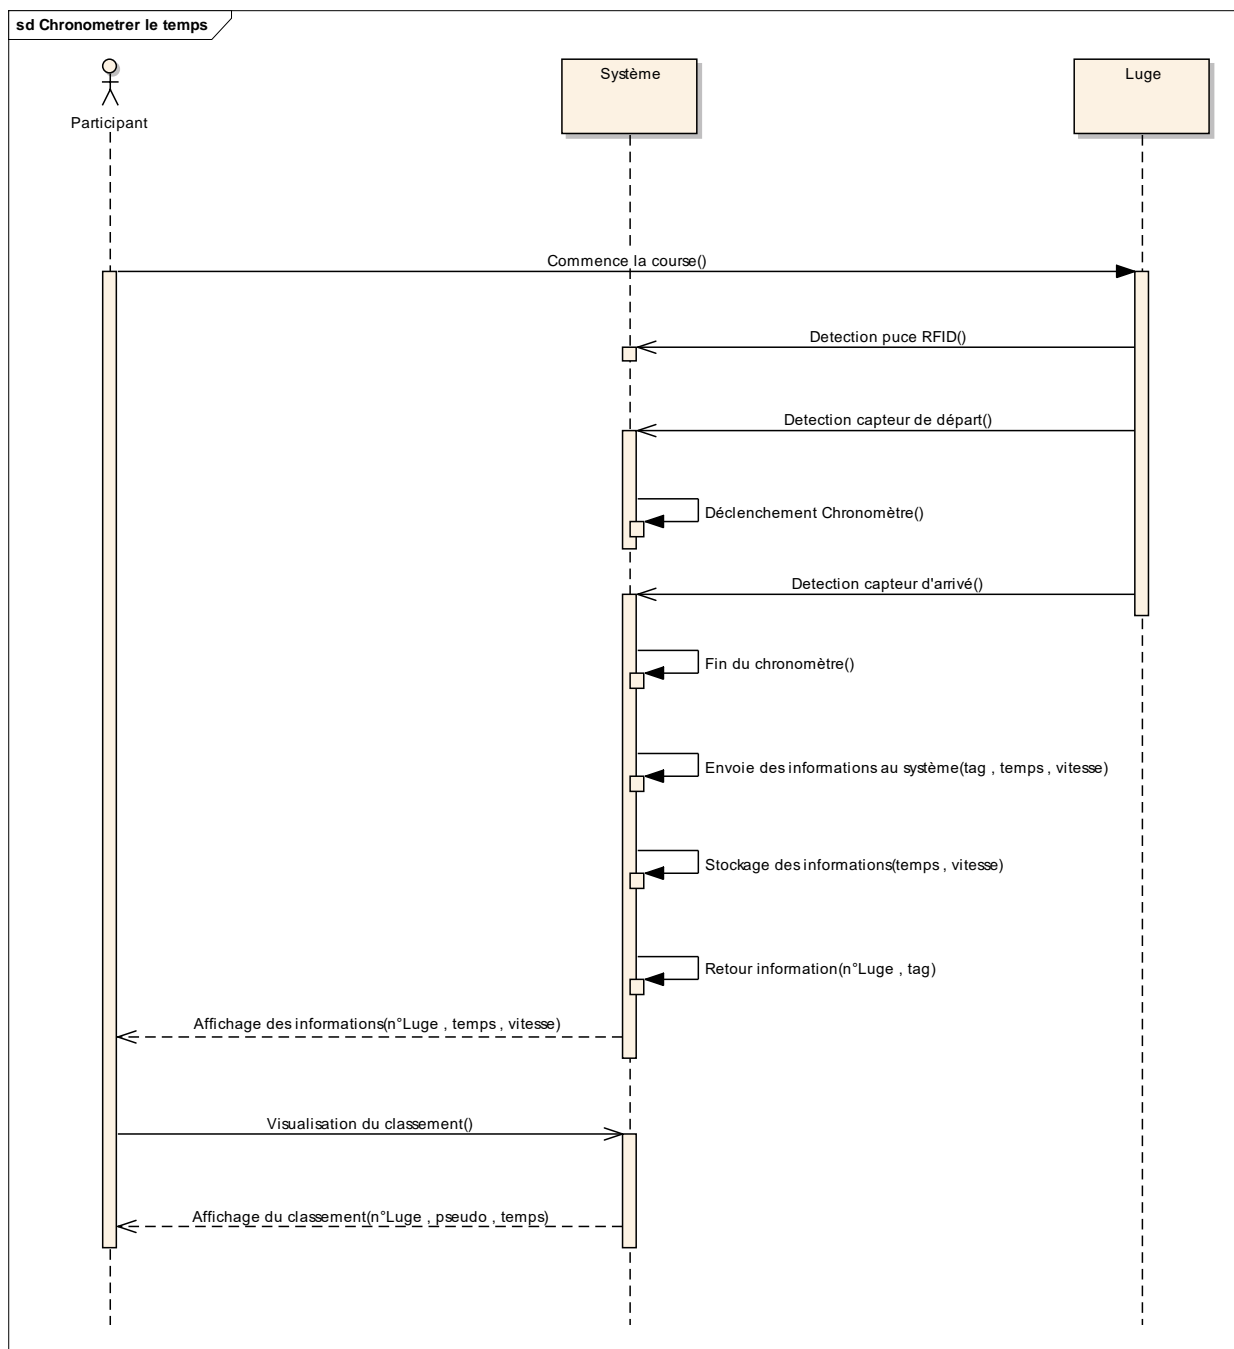 sd Chronometrer le temps
Participant
Système
Luge
Commence la course()
Detection puce RFID()
Detection capteur de départ()
Déclenchement Chronomètre()
Detection capteur d'arrivé()
Fin du chronomètre()
Envoie des informations au système(tag , temps , vitesse)
Stockage des informations(temps , vitesse)
Retour information(n°Luge , tag)
Affichage des informations(n°Luge , temps , vitesse)
Visualisation du classement()
Affichage du classement(n°Luge , pseudo , temps)